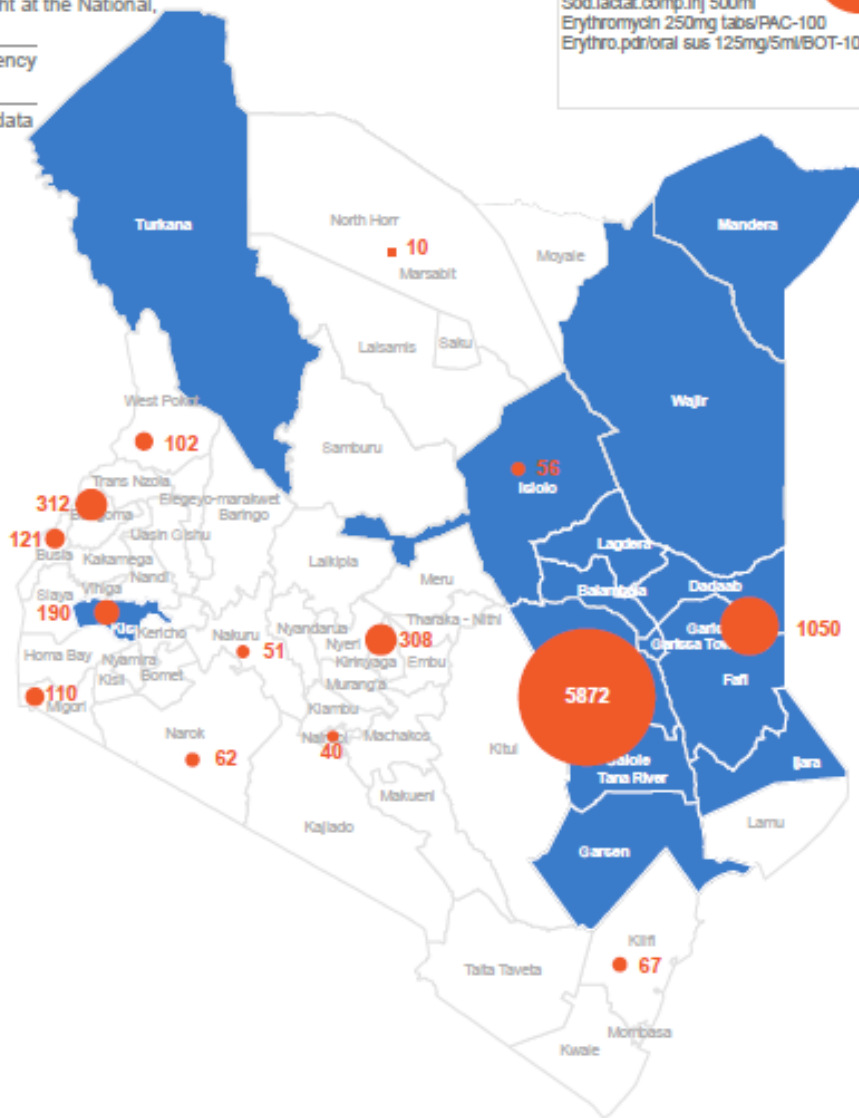 nt at the National,
ency
data
Sod.lactat.comp.inj 500ml
Erythromycin 250mg tabs/PAC-100
Erythro.pdr/oral sus 125mg/5ml/BOT-10
Turkana
North Horr
10
Marsabit
Moyale
Mandera
Laisamis
Saku
Wajir
West Pokot
102
Samburu
56
Isiolo
Trans Nzoia
312
Elegeyo-marakwet
Baringo
121
Busia
Uasin Gishu
Kakamega
Nandi
Laikipia
Meru
Lagdera
Balambala
Dadaab
Siaya
Vihiga
190
Kericho
Nakuru
51
Nyandarua
Nyeri
308
Tharaka - Nithi
Kirinyaga
Embu
Garissa Tow
1050
Homa Bay
Nyamira
Kisii
Bomet
Murang'a
Fafi
110
Migori
Kiambu
5872
Narok
62
40
Machakos
Kitui
Tana River
Ijara
Makueni
Kajiado
Lamu
Garsen
Kilifi
67
Taita Taveta
Mombasa
Kwale